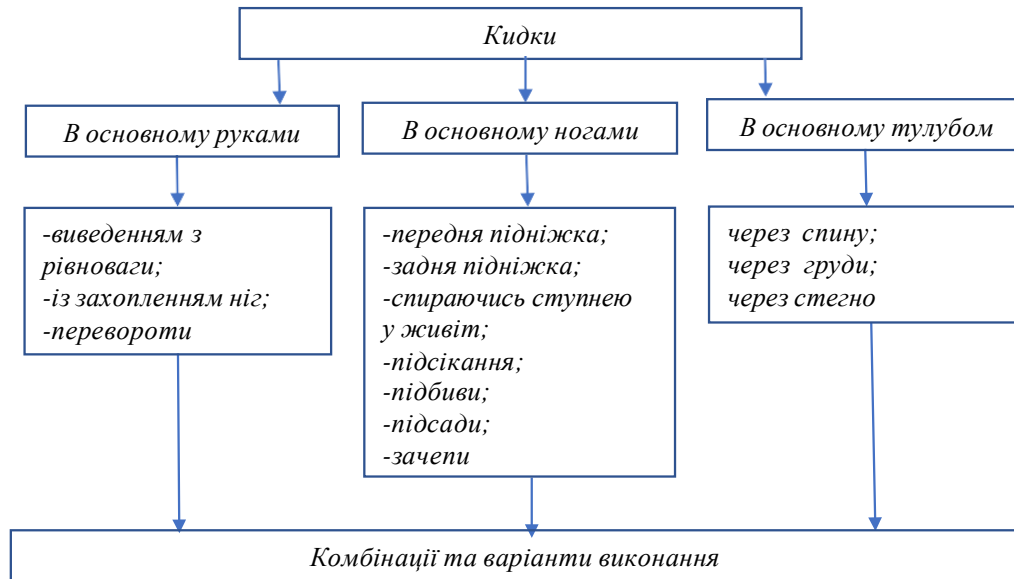 Кидки
В основному руками
В основному ногами
В основному тулубом
-виведенням з
рівноваги;
-із захопленням ніг;
-перевороти
-передня підніжка;
-задня підніжка;
-спираючись ступнею
у живіт;
-підсікання;
-підбиви;
-підсади;
-зачепи
через спину;
через груди;
через стегно
Комбінації та варіанти виконання